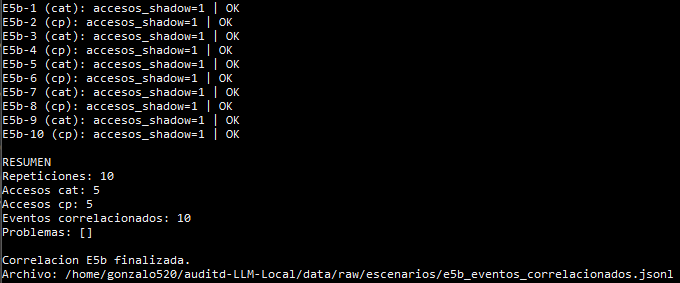 E5b-1 (cat): accesos_shadow=1 | OK
E5b-2 (cp): accesos_shadow=1 | OK
E5b-3 (cat): accesos_shadow=1 | OK
E5b-4 (cp): accesos_shadow=1 | OK
E5b-5 (cat): accesos_shadow=1 | OK
E5b-6 (cp): accesos_shadow=1 | OK
E5b-7 (cat): accesos_shadow=1 | OK
E5b-8 (cp): accesos_shadow=1 | OK
E5b-9 (cat): accesos_shadow=1 | OK
E5b-10 (cp): accesos_shadow=1 | OK
RESUMEN
Repeticiones: 10
Accesos cat: 5
Accesos cp: 5
Eventos correlacionados: 10
Problemas: []
Correlacion E5b finalizada.
Archivo: /home/gonzalo520/auditd-LLM-Local/data/raw/escenarios/e5b_eventos_correlacionados.jsonl